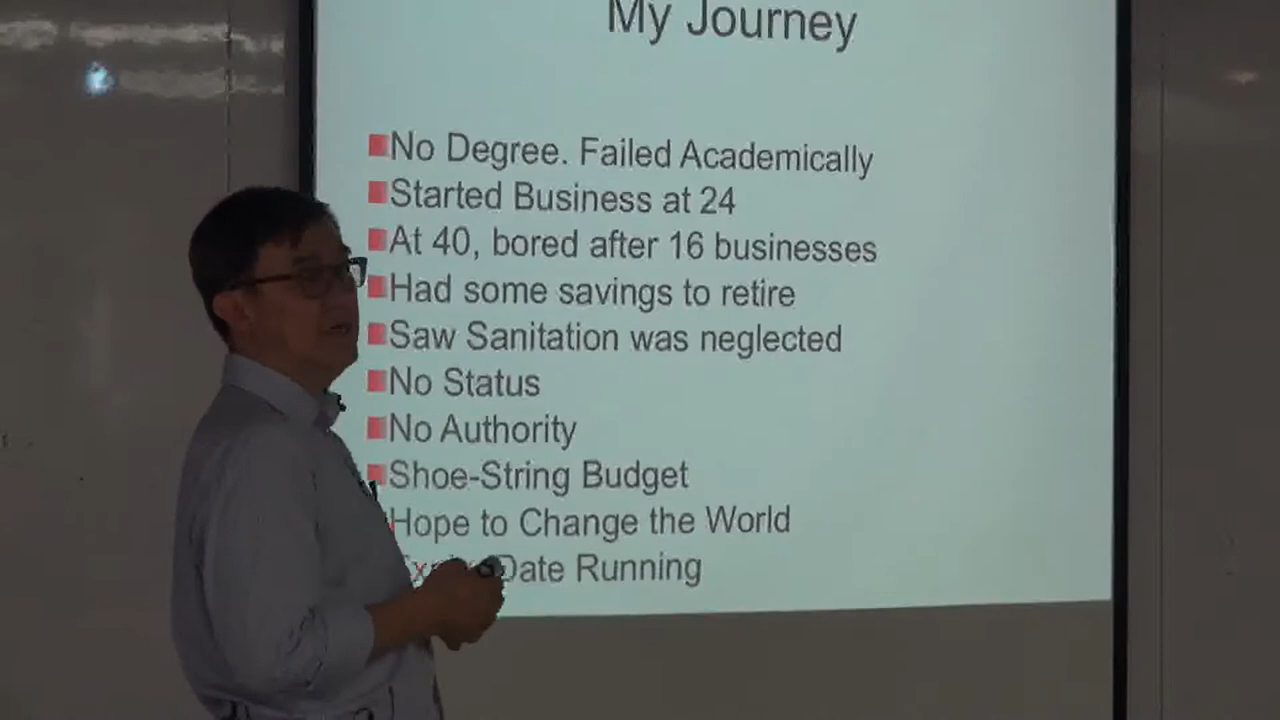 My Journey
No Degree. Failed Academically
Started Business at 24
At 40, bored after 16 businesses
Had some savings to retire
Saw Sanitation was neglected
No Status
No Authority
Shoe-String Budget
Hope to Change the World
Date Running